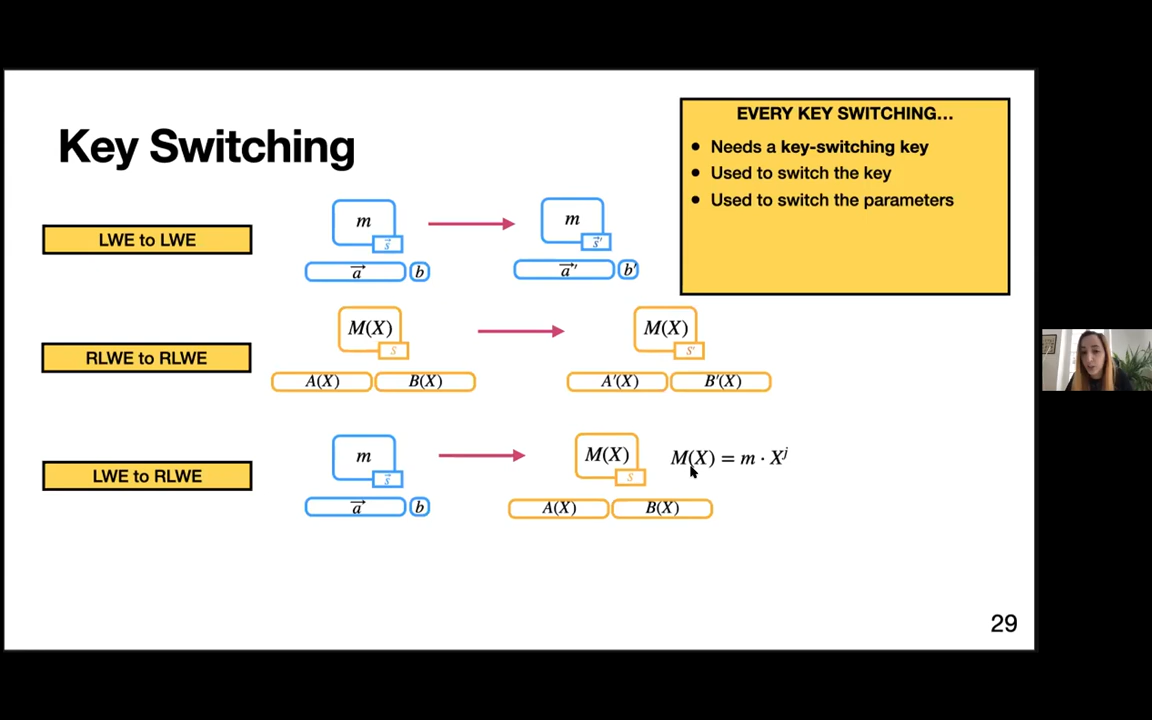 Key Switching
EVERY KEY SWITCHING...
• Needs a key-switching key
• Used to switch the key
• Used to switch the parameters
LWE to LWE
m
s⃗
a⃗
b
m
s⃗′
a⃗′
b′
RLWE to RLWE
M(X)
S
A(X)
B(X)
M(X)
S′
A′(X)
B′(X)
LWE to RLWE
m
s⃗
a⃗
b
M(X)
S
A(X)
B(X)
M(X) = m · Xʲ
29